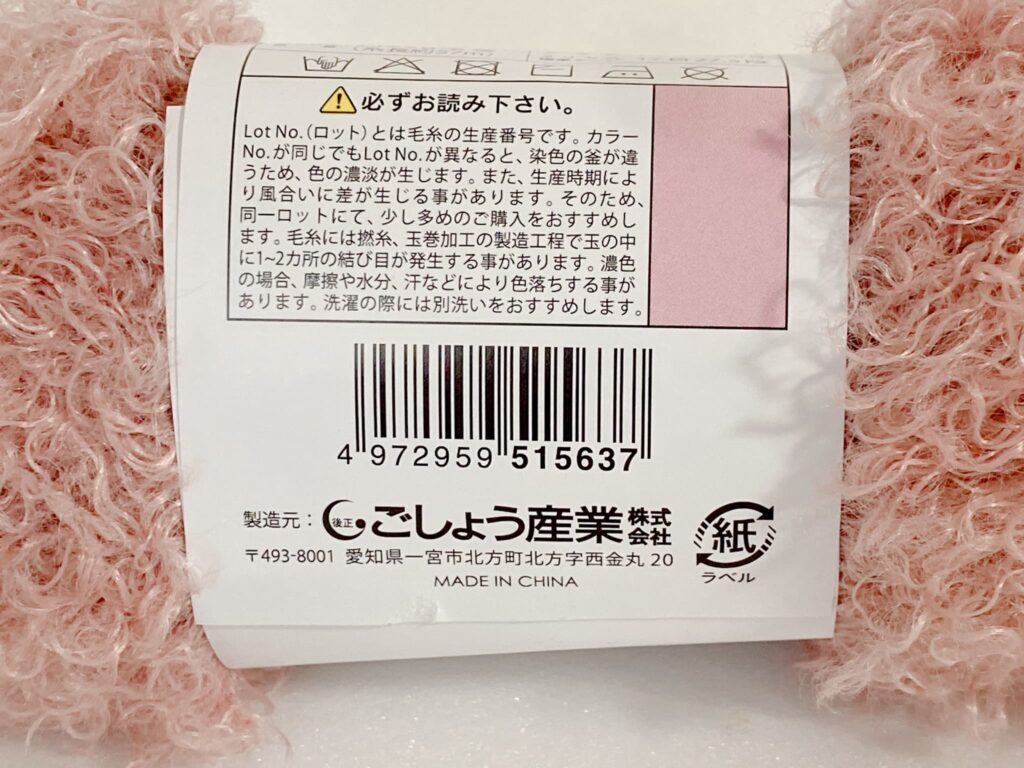 必ずお読み下さい。
Lot No.（ロット）とは毛糸の生産番号です。カラー
No.が同じでもLot No.が異なると、染色の釜が違
うため、色の濃淡が生じます。また、生産時期によ
り風合いに差が生じる事があります。そのため、
同一ロットにて、少し多めのご購入をおすすめしま
す。毛糸には撚糸、玉巻加工の製造工程で玉の中
に1~2カ所の結び目が発生する事があります。濃色
の場合、摩擦や水分、汗などにより色落ちする事が
あります。洗濯の際には別洗いをおすすめします。
4 972959 515637
製造元： 後正 ごしょう産業株式会社
〒493-8001 愛知県一宮市北方町北方字西金丸 20
MADE IN CHINA
紙
ラベル